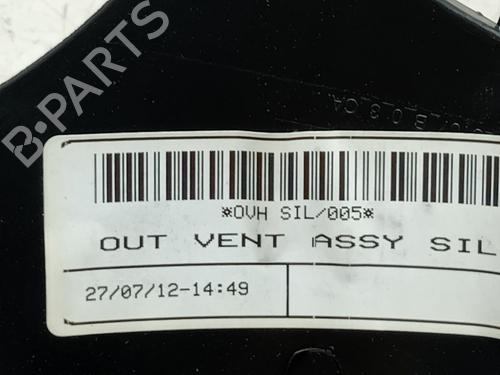 B-PARTS
*OVH SIL/005*
OUT VENT ASSY SIL
27/07/12-14:49